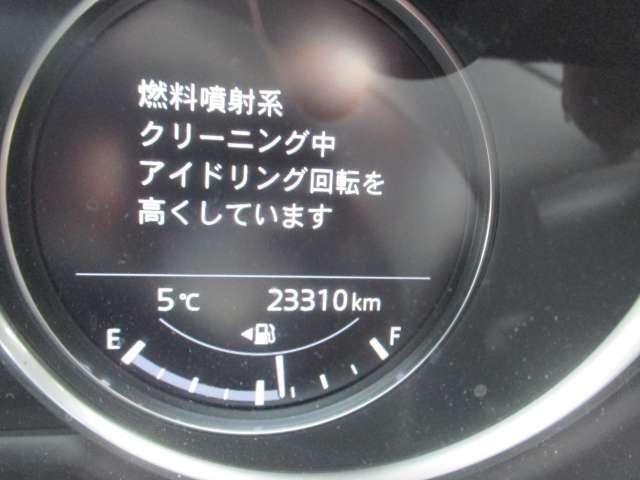 燃料噴射系
クリーニング中
アイドリング回転を
高くしています
5℃ 23310km
E F